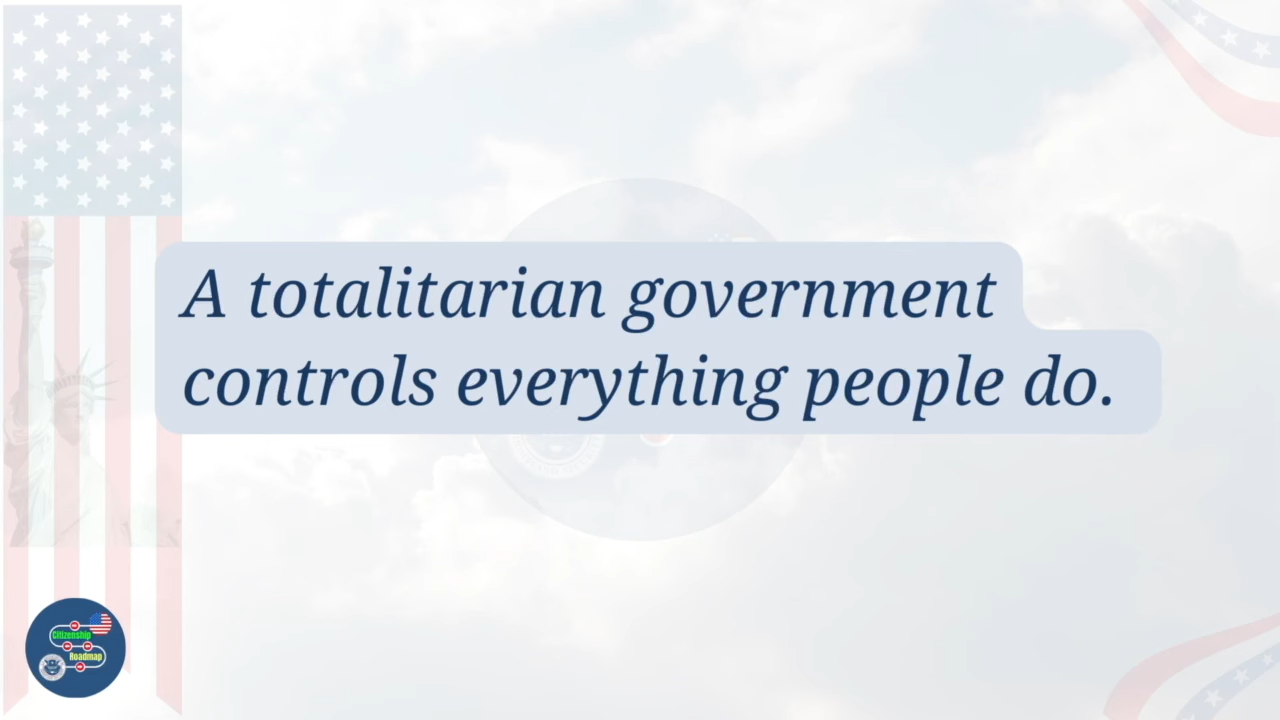 A totalitarian government
controls everything people do.
Citizenship
Roadmap